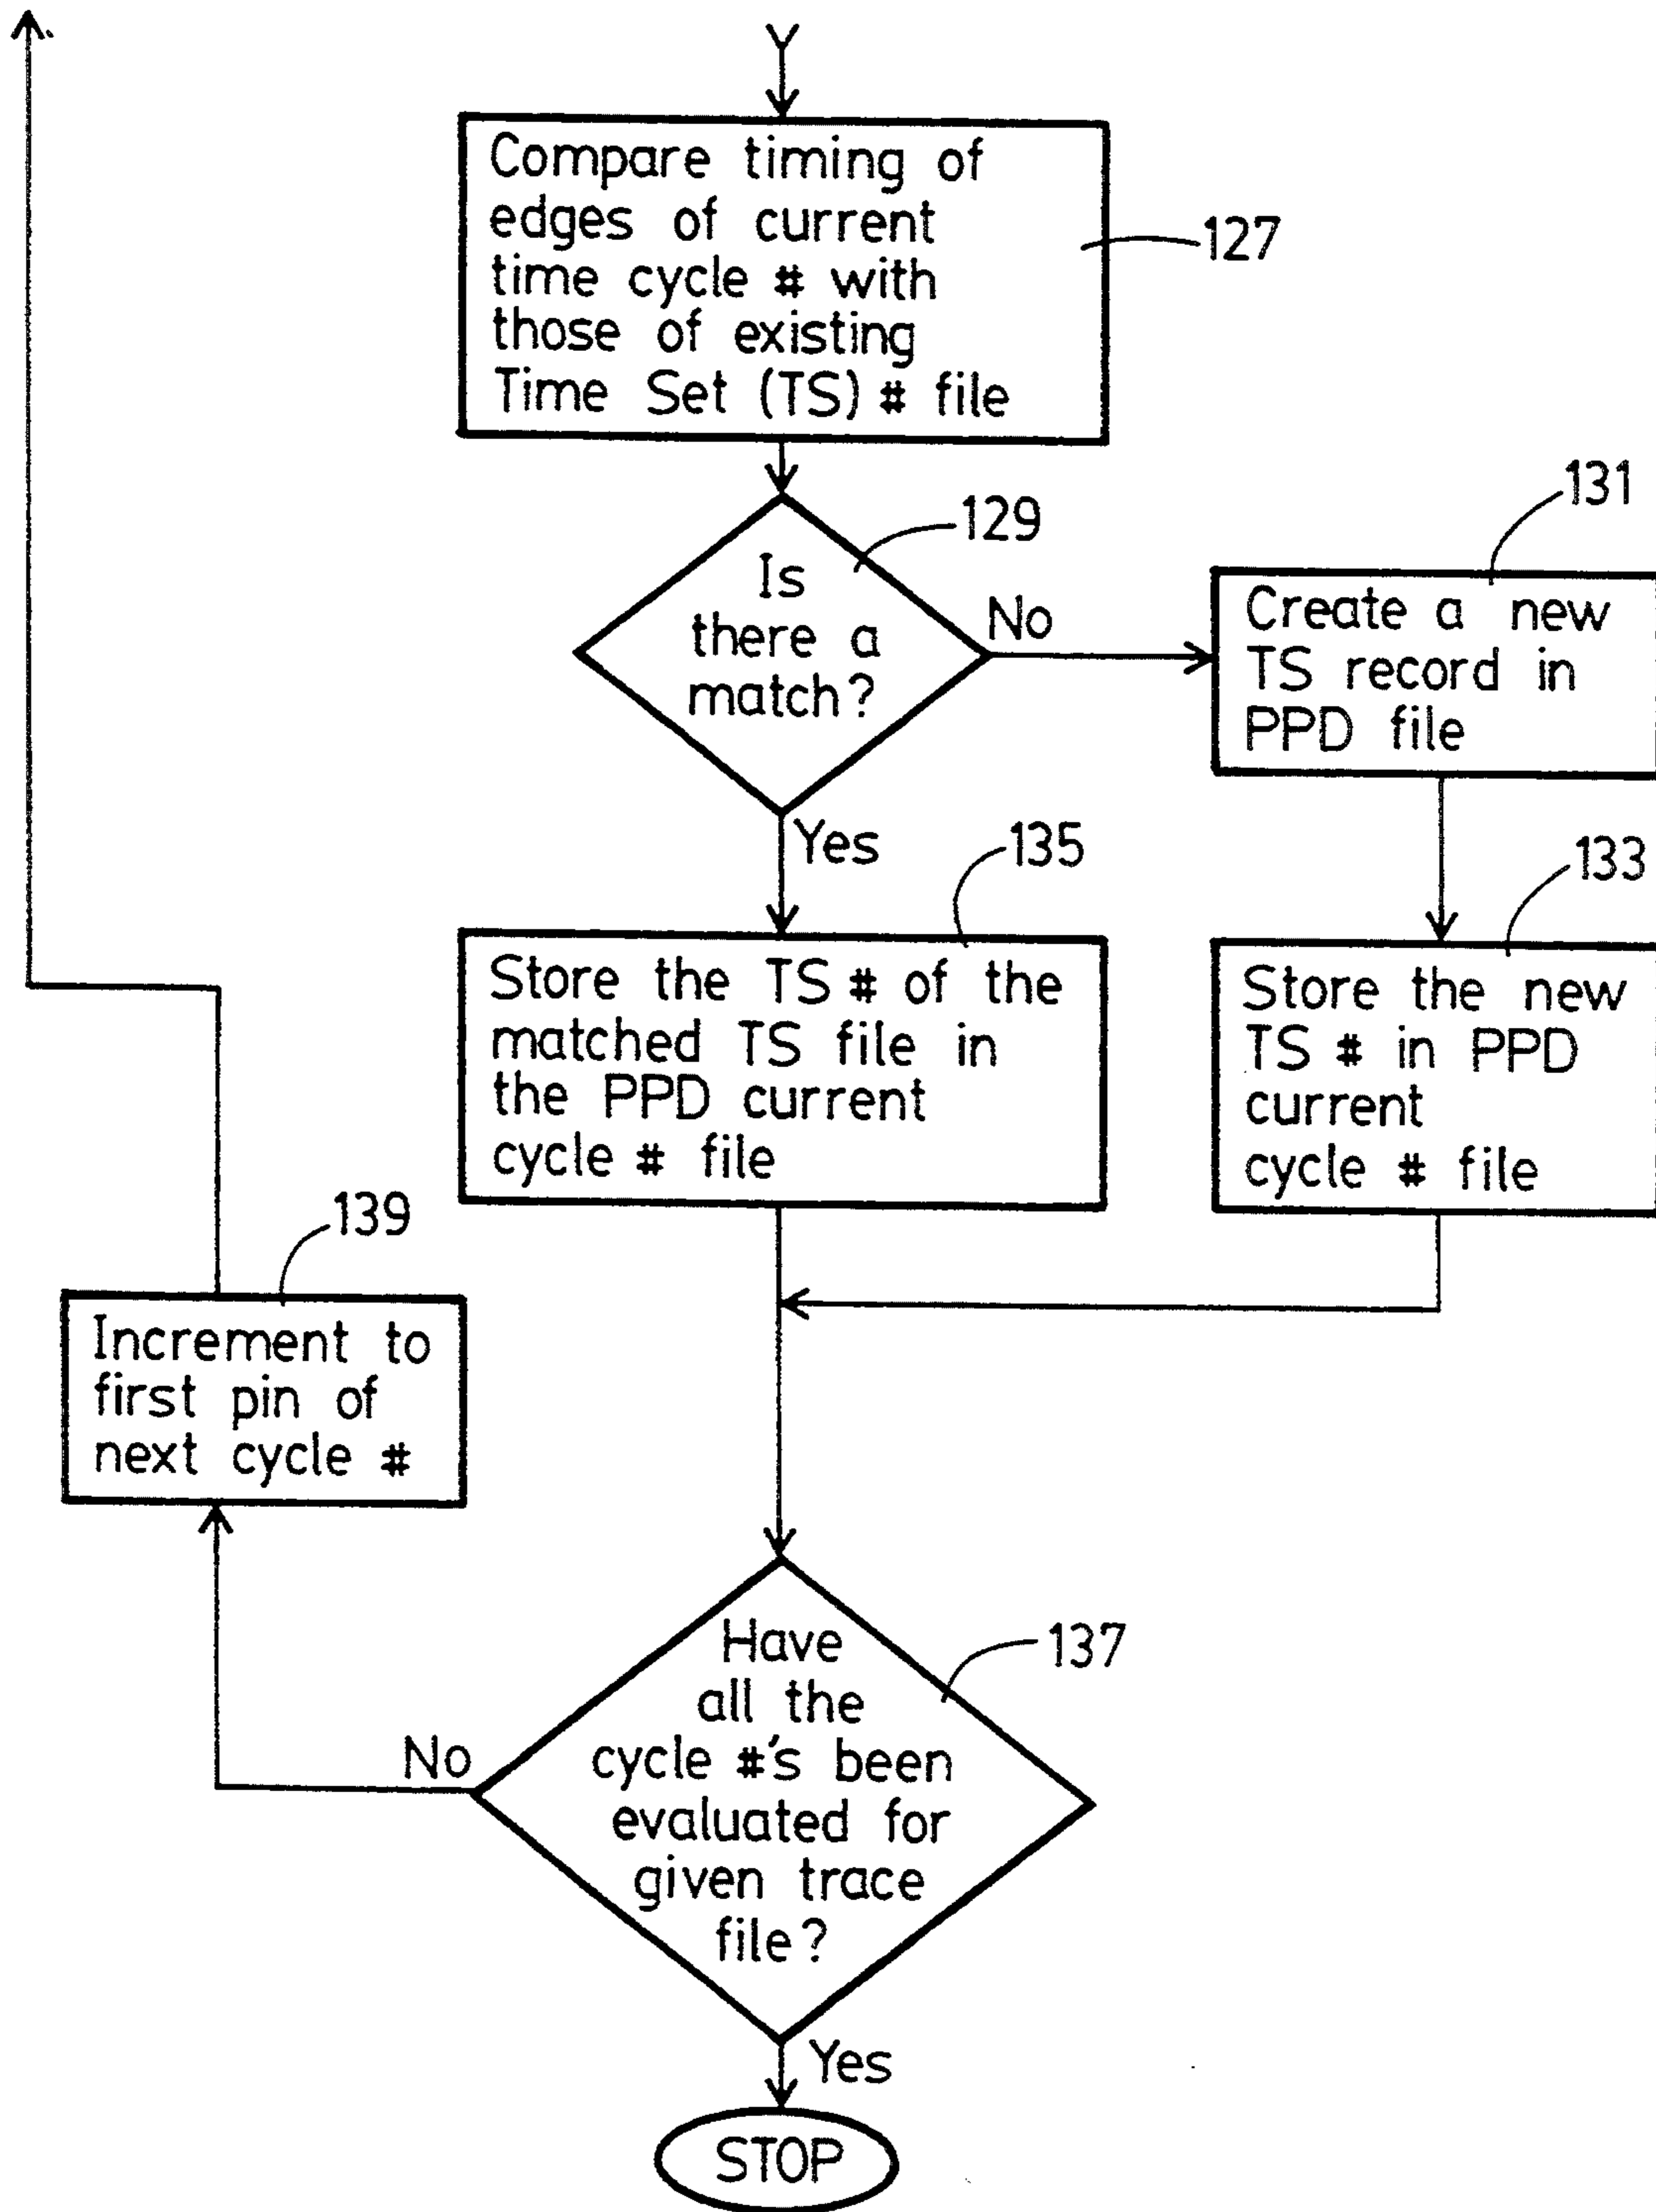 Y
Compare timing of
edges of current
time cycle # with
those of existing
Time Set (TS) # file
127
129
Is
there a
match?
No
131
Create a new
TS record in
PPD file
Yes
135
Store the TS # of the
matched TS file in
the PPD current
cycle # file
133
Store the new
TS # in PPD
current
cycle # file
139
Increment to
first pin of
next cycle #
137
Have
all the
cycle #'s been
evaluated for
given trace
file?
No
Yes
STOP